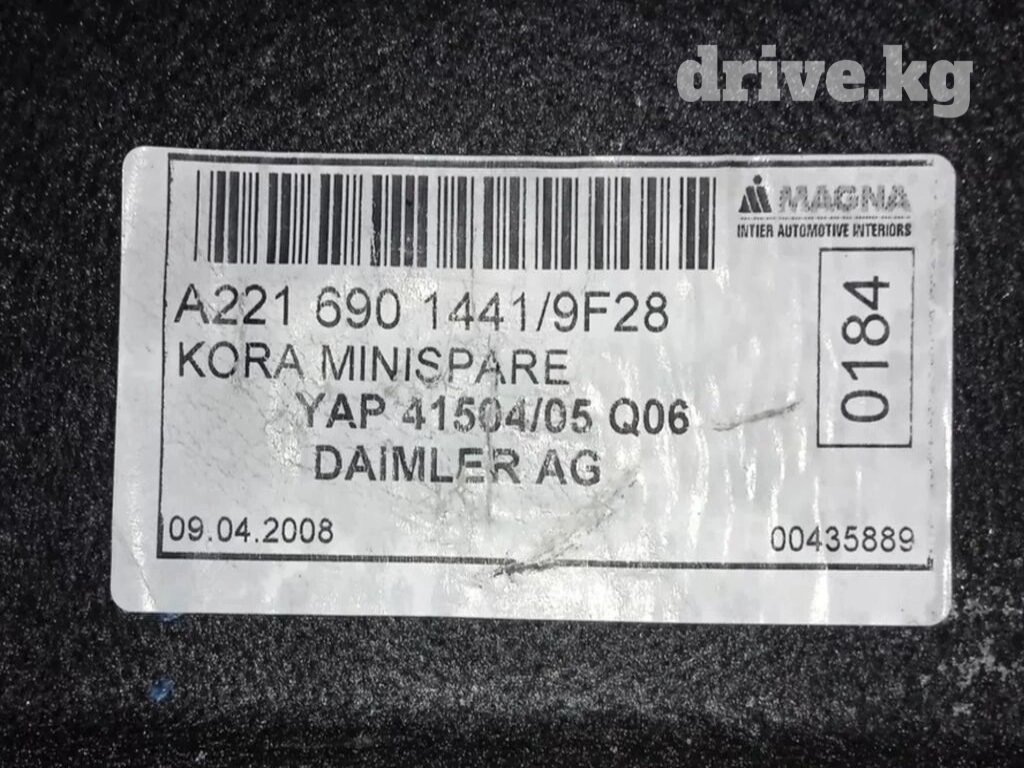 drive.kg
MAGNA
INTIER AUTOMOTIVE INTERIORS
A221 690 1441/9F28
KORA MINISPARE
YAP 41504/05 Q06
DAIMLER AG
0184
09.04.2008
00435889